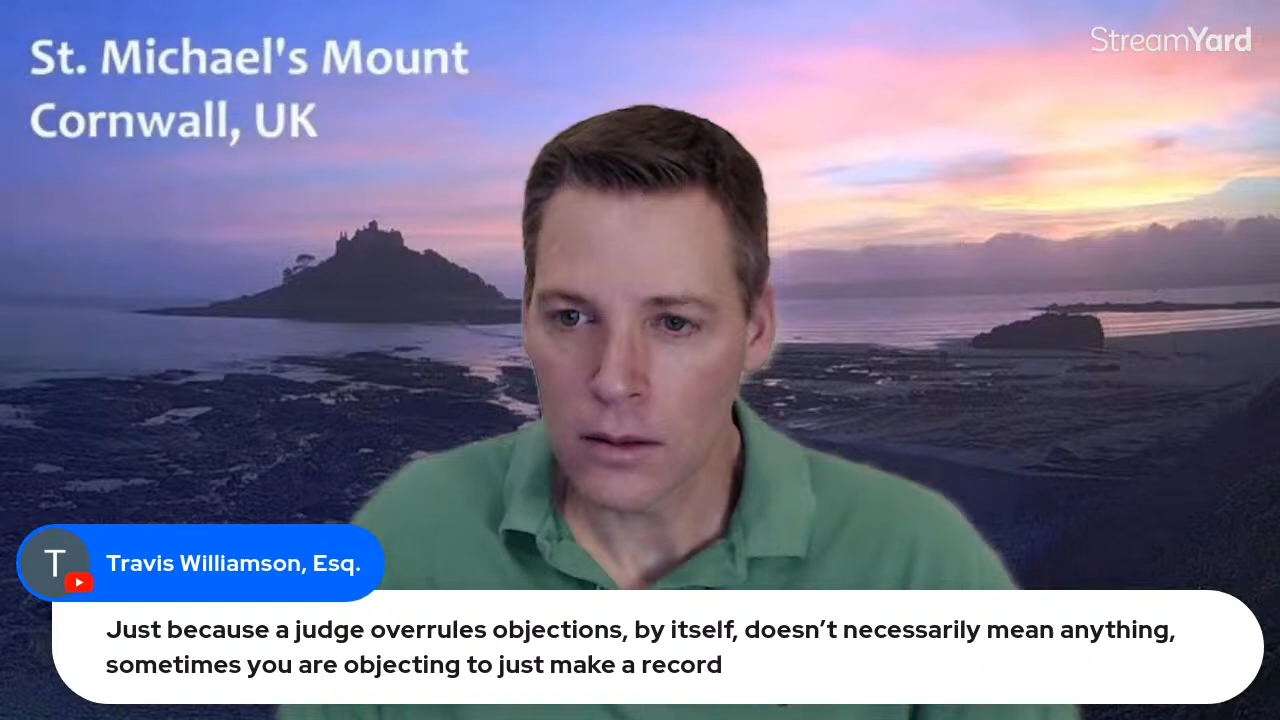 St. Michael's Mount
Cornwall, UK
StreamYard
T
Travis Williamson, Esq.
Just because a judge overrules objections, by itself, doesn’t necessarily mean anything,
sometimes you are objecting to just make a record